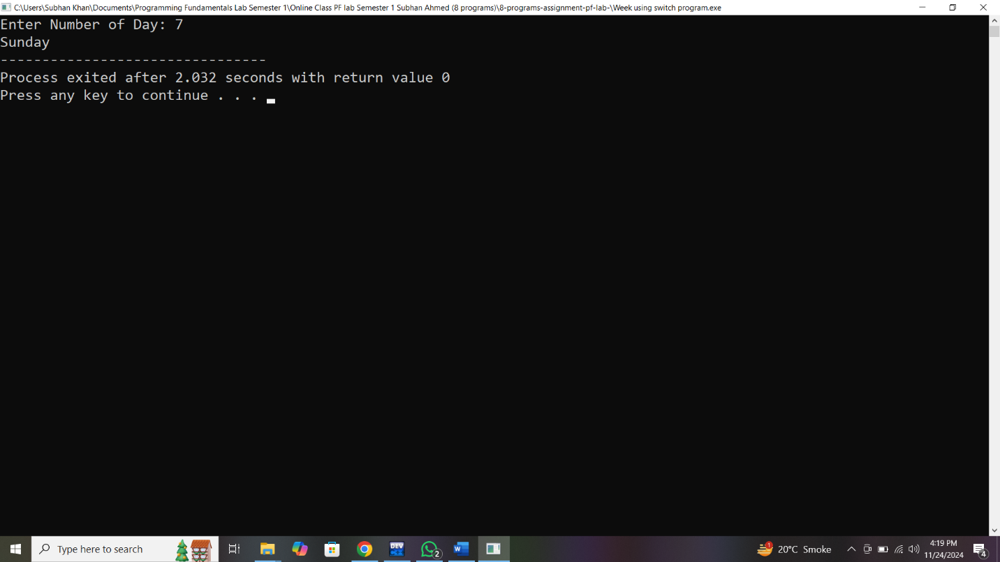 C:\Users\Subhan Khan\Documents\Programming Fundamentals Lab Semester 1\Online Class PF lab Semester 1 Subhan Ahmed (8 programs)\8-programs-assignment-pf-lab-\Week using switch program.exe
Enter Number of Day: 7
Sunday
--------------------------------
Process exited after 2.032 seconds with return value 0
Press any key to continue . . .
Type here to search
DEV
2
W
1
20°C Smoke
4:19 PM
11/24/2024
4